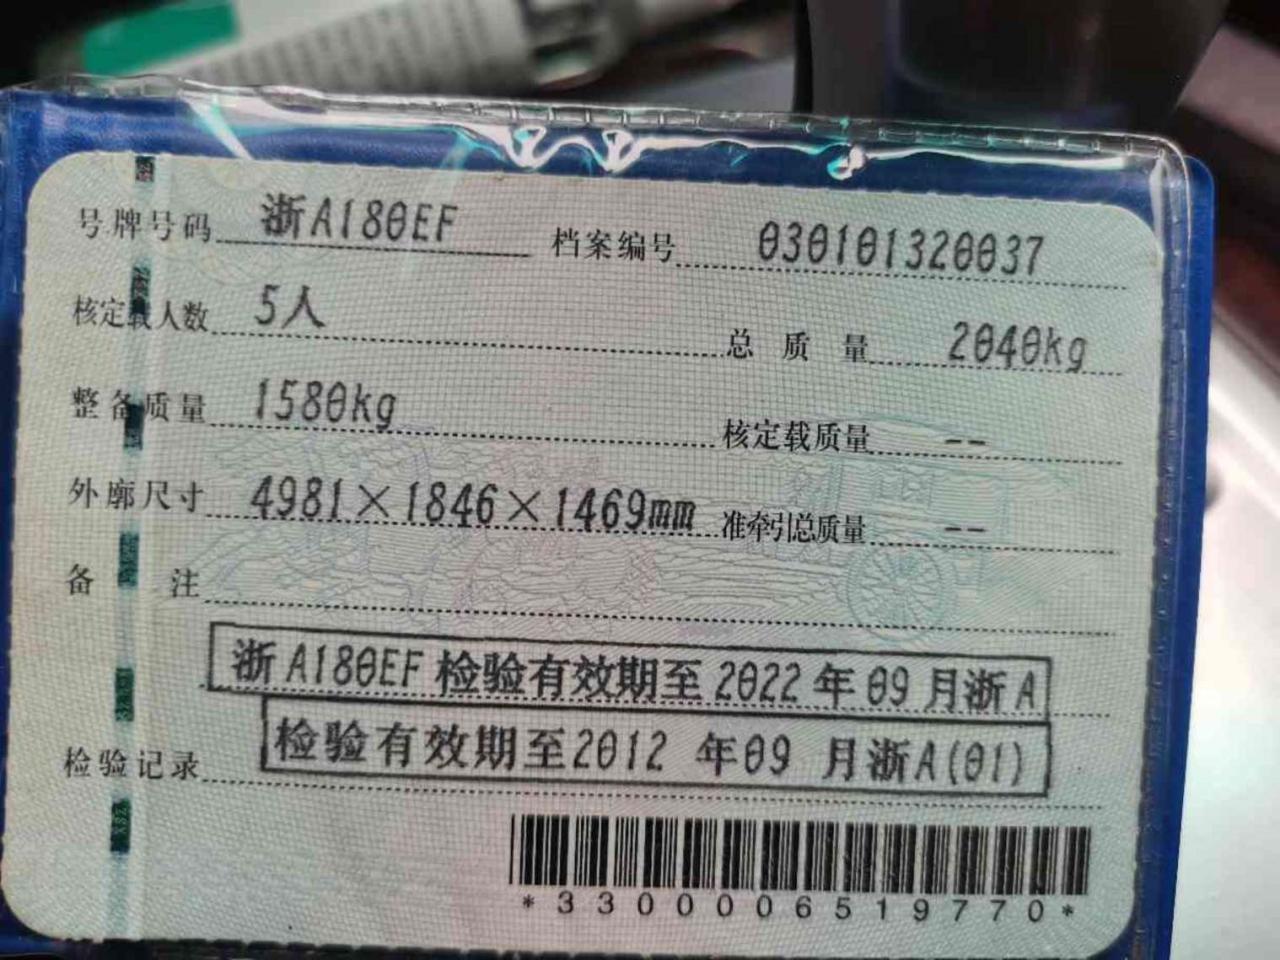 号牌号码 浙A180EF 档案编号 030101320037
核定载人数 5人 总质量 2040kg
整备质量 1580kg 核定载质量 --
外廓尺寸 4981×1846×1469mm 准牵引总质量 --
备注
浙A180EF检验有效期至2022年09月浙A
检验记录 检验有效期至2012年09月浙A(01)
*3300006519770*